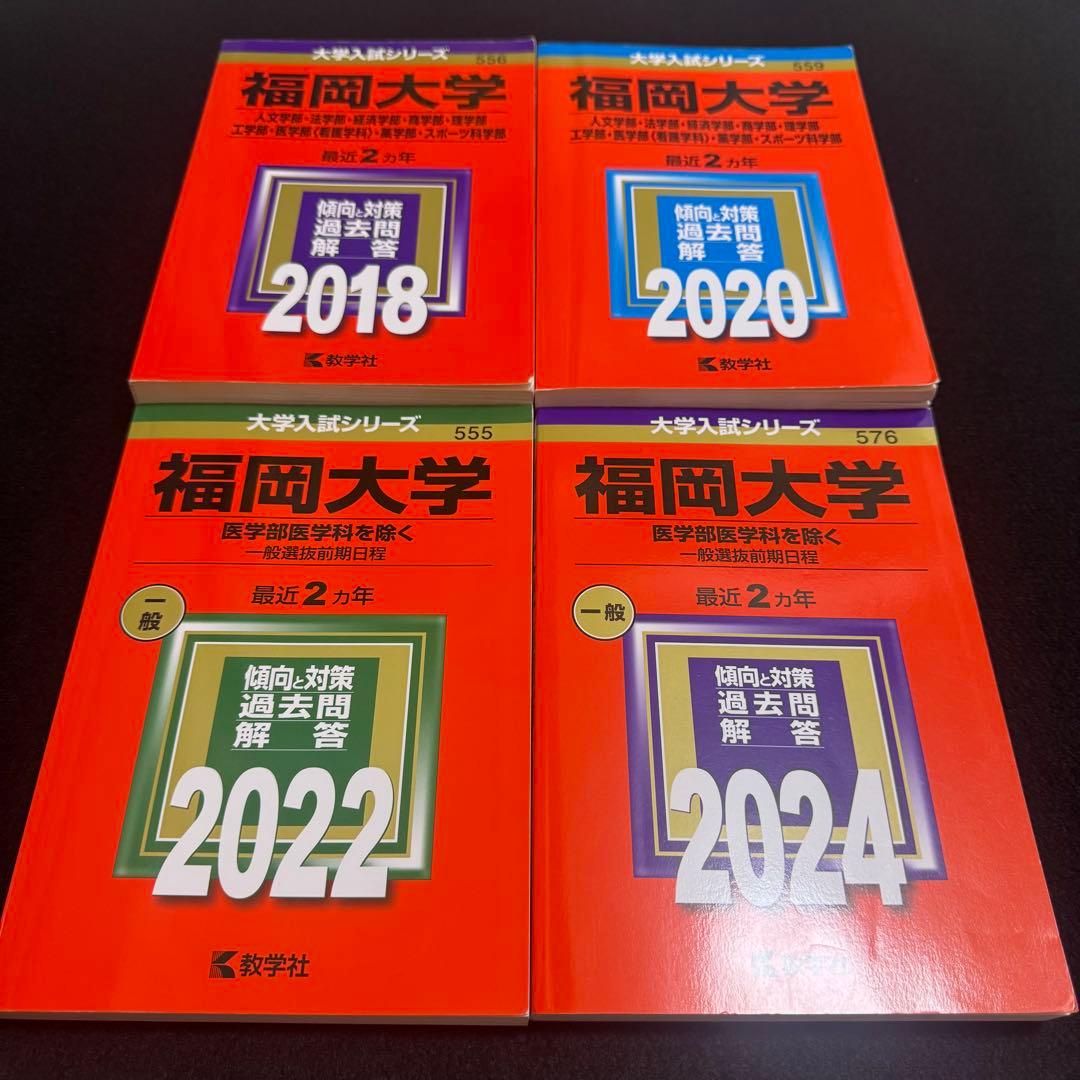 大学入試シリーズ
556
福岡大学
人文学部・法学部・経済学部・商学部・理学部
工学部・医学部〈看護学科〉・薬学部・スポーツ科学部
最近2ヵ年
傾向と対策
過去問
解答
2018
教学社
大学入試シリーズ
559
福岡大学
人文学部・法学部・経済学部・商学部・理学部
工学部・医学部〈看護学科〉・薬学部・スポーツ科学部
最近2ヵ年
傾向と対策
過去問
解答
2020
教学社
大学入試シリーズ
555
福岡大学
医学部医学科を除く
一般選抜前期日程
最近2ヵ年
一般
傾向と対策
過去問
解答
2022
教学社
大学入試シリーズ
576
福岡大学
医学部医学科を除く
一般選抜前期日程
最近2ヵ年
一般
傾向と対策
過去問
解答
2024
教学社